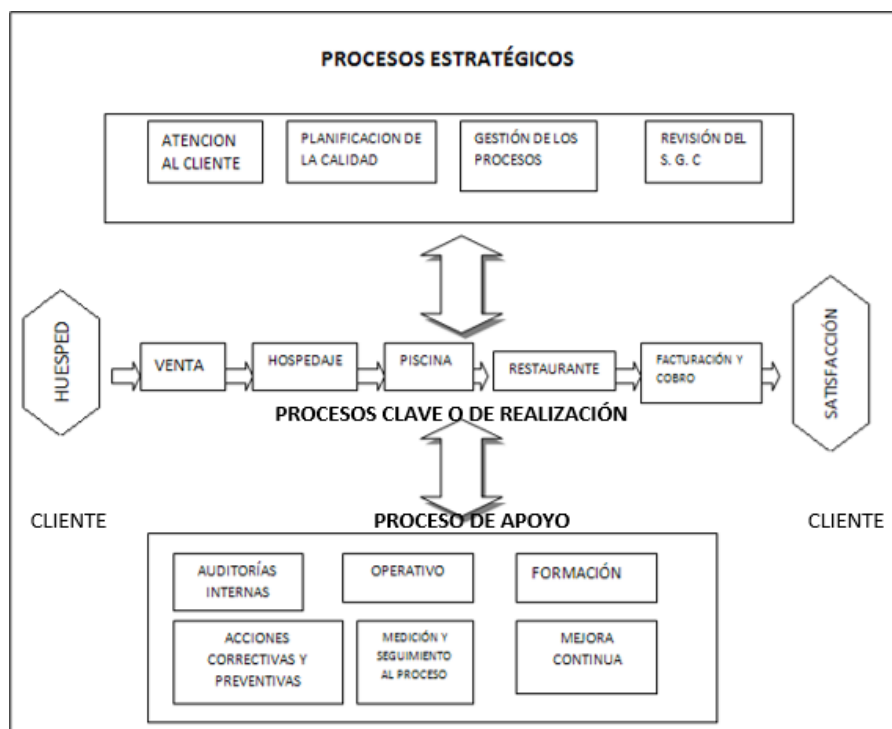 PROCESOS ESTRATÉGICOS
ATENCION
AL CLIENTE
PLANIFICACION DE
LA CALIDAD
GESTIÓN DE LOS
PROCESOS
REVISIÓN DEL
S. G. C
HUESPED
VENTA
HOSPEDAJE
PISCINA
RESTAURANTE
FACTURACIÓN Y
COBRO
SATISFACCIÓN
PROCESOS CLAVE O DE REALIZACIÓN
CLIENTE
PROCESO DE APOYO
CLIENTE
AUDITORÍAS
INTERNAS
OPERATIVO
FORMACIÓN
ACCIONES
CORRECTIVAS Y
PREVENTIVAS
MEDICIÓN Y
SEGUIMIENTO
AL PROCESO
MEJORA
CONTINUA